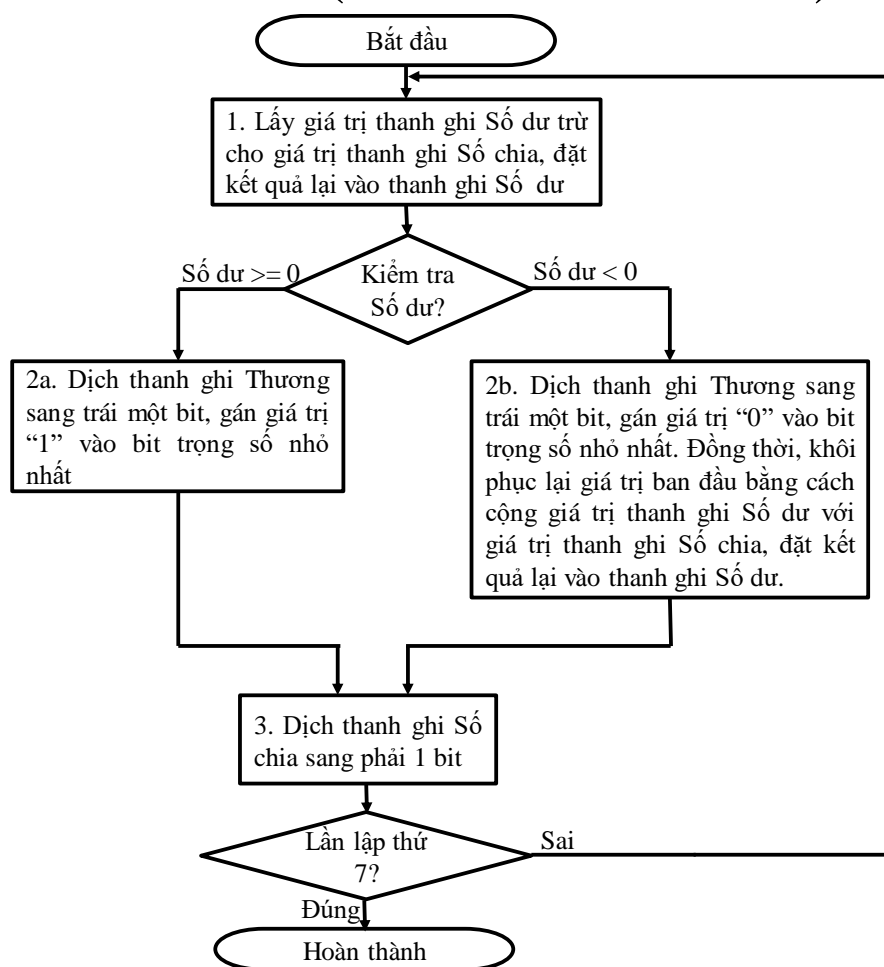 Bắt đầu
1. Lấy giá trị thanh ghi Số dư trừ
cho giá trị thanh ghi Số chia, đặt
kết quả lại vào thanh ghi Số dư
Số dư >= 0
Kiểm tra
Số dư?
Số dư < 0
2a. Dịch thanh ghi Thương
sang trái một bit, gán giá trị
“1” vào bit trọng số nhỏ
nhất
2b. Dịch thanh ghi Thương sang
trái một bit, gán giá trị “0” vào bit
trọng số nhỏ nhất. Đồng thời, khôi
phục lại giá trị ban đầu bằng cách
cộng giá trị thanh ghi Số dư với
giá trị thanh ghi Số chia, đặt kết
quả lại vào thanh ghi Số dư.
3. Dịch thanh ghi Số
chia sang phải 1 bit
Lần lập thứ
7?
Sai
Đúng
Hoàn thành